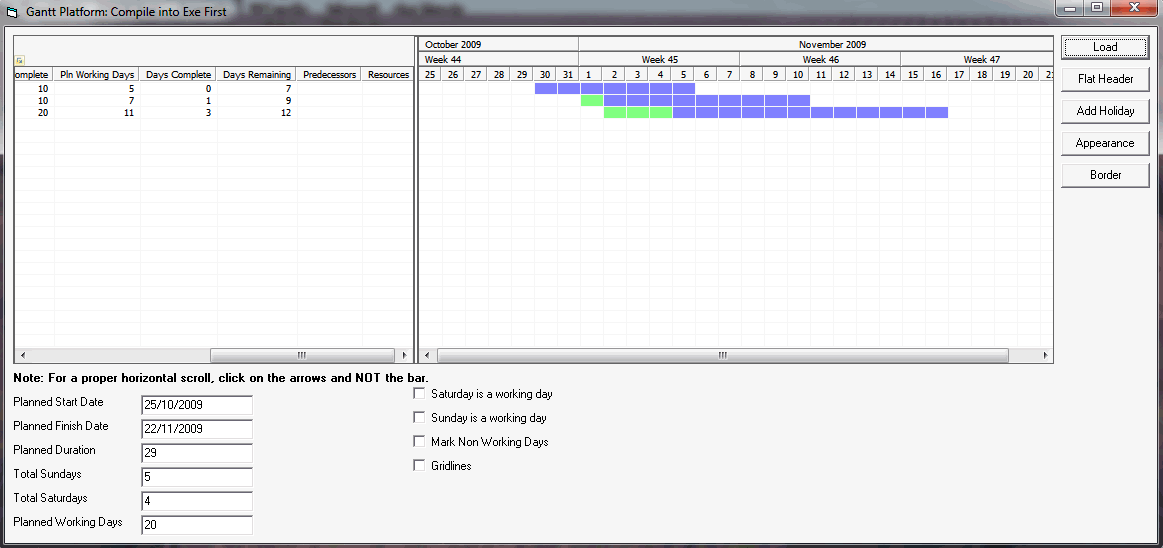 Gantt Platform: Compile into Exe First
October 2009 November 2009
Week 44 Week 45 Week 46 Week 47
omplete Pln Working Days Days Complete Days Remaining Predecessors Resources 25 26 27 28 29 30 31 1 2 3 4 5 6 7 8 9 10 11 12 13 14 15 16 17 18 19 20 21
10 5 0 7
10 7 1 9
20 11 3 12
Load
Flat Header
Add Holiday
Appearance
Border
Note: For a proper horizontal scroll, click on the arrows and NOT the bar.
Planned Start Date 25/10/2009
Planned Finish Date 22/11/2009
Planned Duration 29
Total Sundays 5
Total Saturdays 4
Planned Working Days 20
Saturday is a working day
Sunday is a working day
Mark Non Working Days
Gridlines